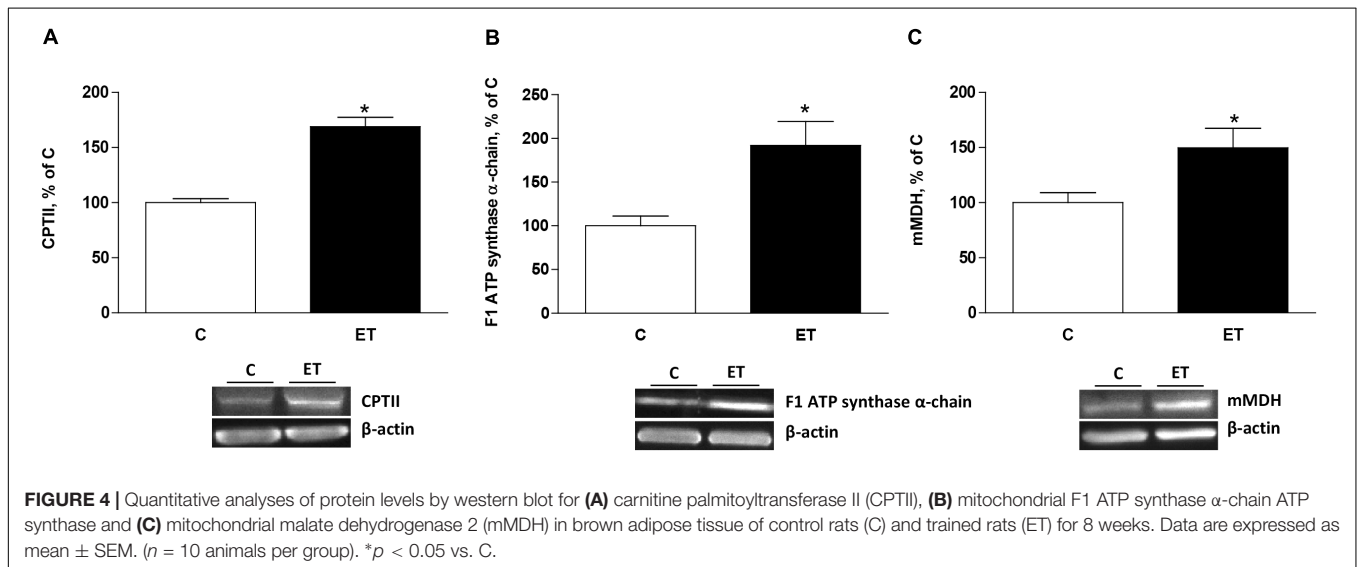 A
B
C
CPTII, % of C
200
150
100
50
0
*
C
ET
F1 ATP synthase α-chain, % of C
250
200
150
100
50
0
*
C
ET
mMDH, % of C
200
150
100
50
0
*
C
ET
C ET
CPTII
β-actin
C ET
F1 ATP synthase α-chain
β-actin
C ET
mMDH
β-actin
FIGURE 4 | Quantitative analyses of protein levels by western blot for (A) carnitine palmitoyltransferase II (CPTII), (B) mitochondrial F1 ATP synthase α-chain ATP
synthase and (C) mitochondrial malate dehydrogenase 2 (mMDH) in brown adipose tissue of control rats (C) and trained rats (ET) for 8 weeks. Data are expressed as
mean ± SEM. (n = 10 animals per group). *p < 0.05 vs. C.